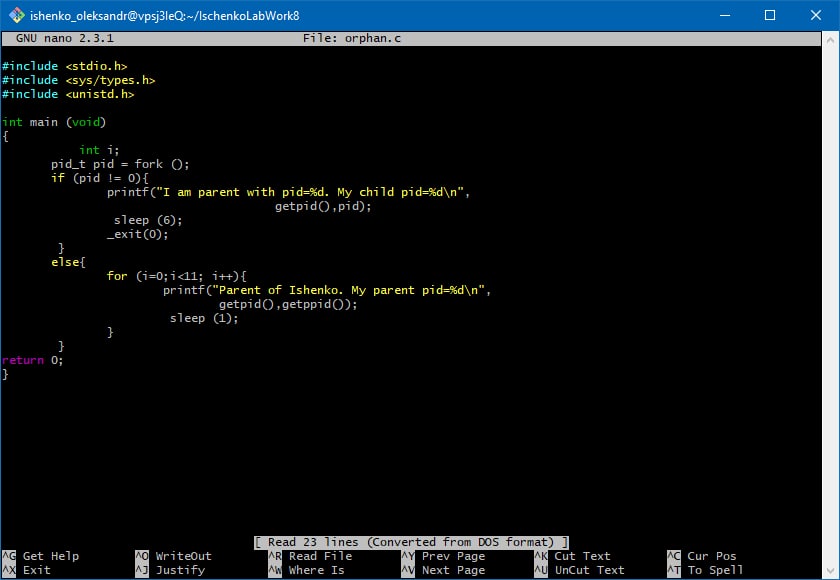 ishenko_oleksandr@vpsj3IeQ:~/IschenkoLabWork8
GNU nano 2.3.1 File: orphan.c
#include <stdio.h>
#include <sys/types.h>
#include <unistd.h>
int main (void)
{
int i;
pid_t pid = fork ();
if (pid != 0){
printf("I am parent with pid=%d. My child pid=%d\n",
getpid(),pid);
sleep (6);
_exit(0);
}
else{
for (i=0;i<11; i++){
printf("Parent of Ishenko. My parent pid=%d\n",
getpid(),getppid());
sleep (1);
}
}
return 0;
}
[ Read 23 lines (Converted from DOS format) ]
^G Get Help ^O WriteOut ^R Read File ^Y Prev Page ^K Cut Text ^C Cur Pos
^X Exit ^J Justify ^W Where Is ^V Next Page ^U UnCut Text ^T To Spell